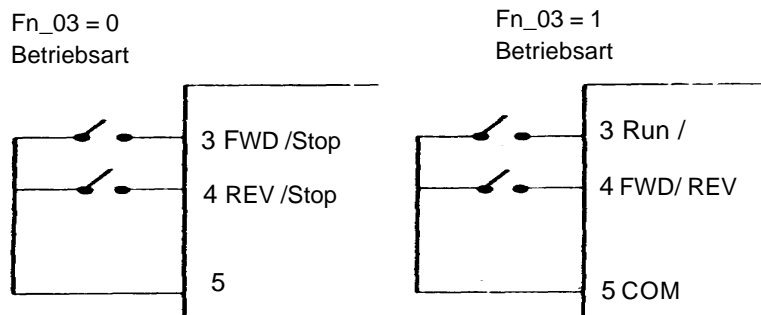 Fn_03 = 0
Betriebsart
3 FWD /Stop
4 REV /Stop
5
Fn_03 = 1
Betriebsart
3 Run /
4 FWD/ REV
5 COM